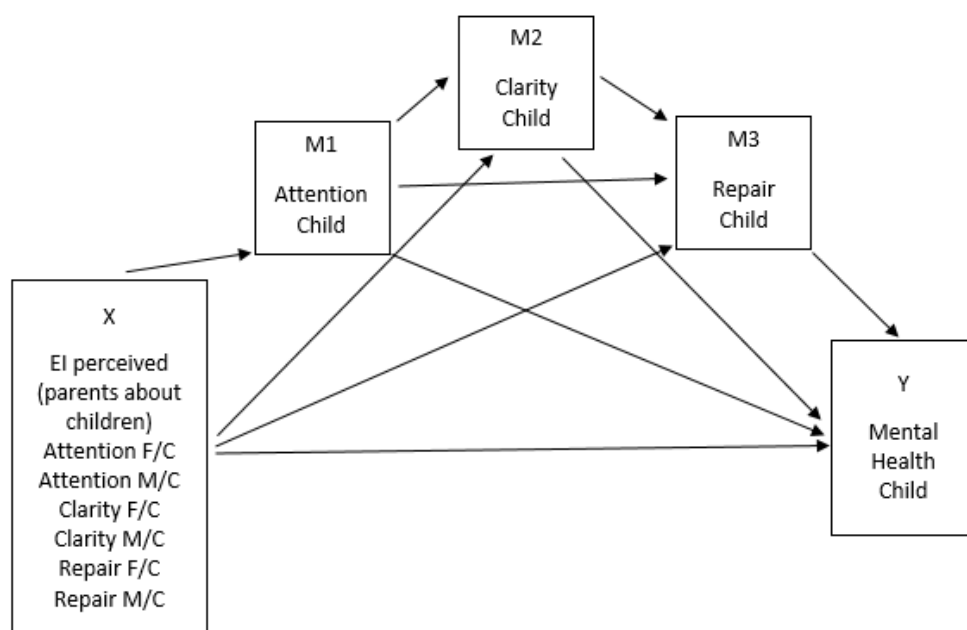 M2
Clarity
Child
M1
Attention
Child
M3
Repair
Child
X
EI perceived
(parents about
children)
Attention F/C
Attention M/C
Clarity F/C
Clarity M/C
Repair F/C
Repair M/C
Y
Mental
Health
Child